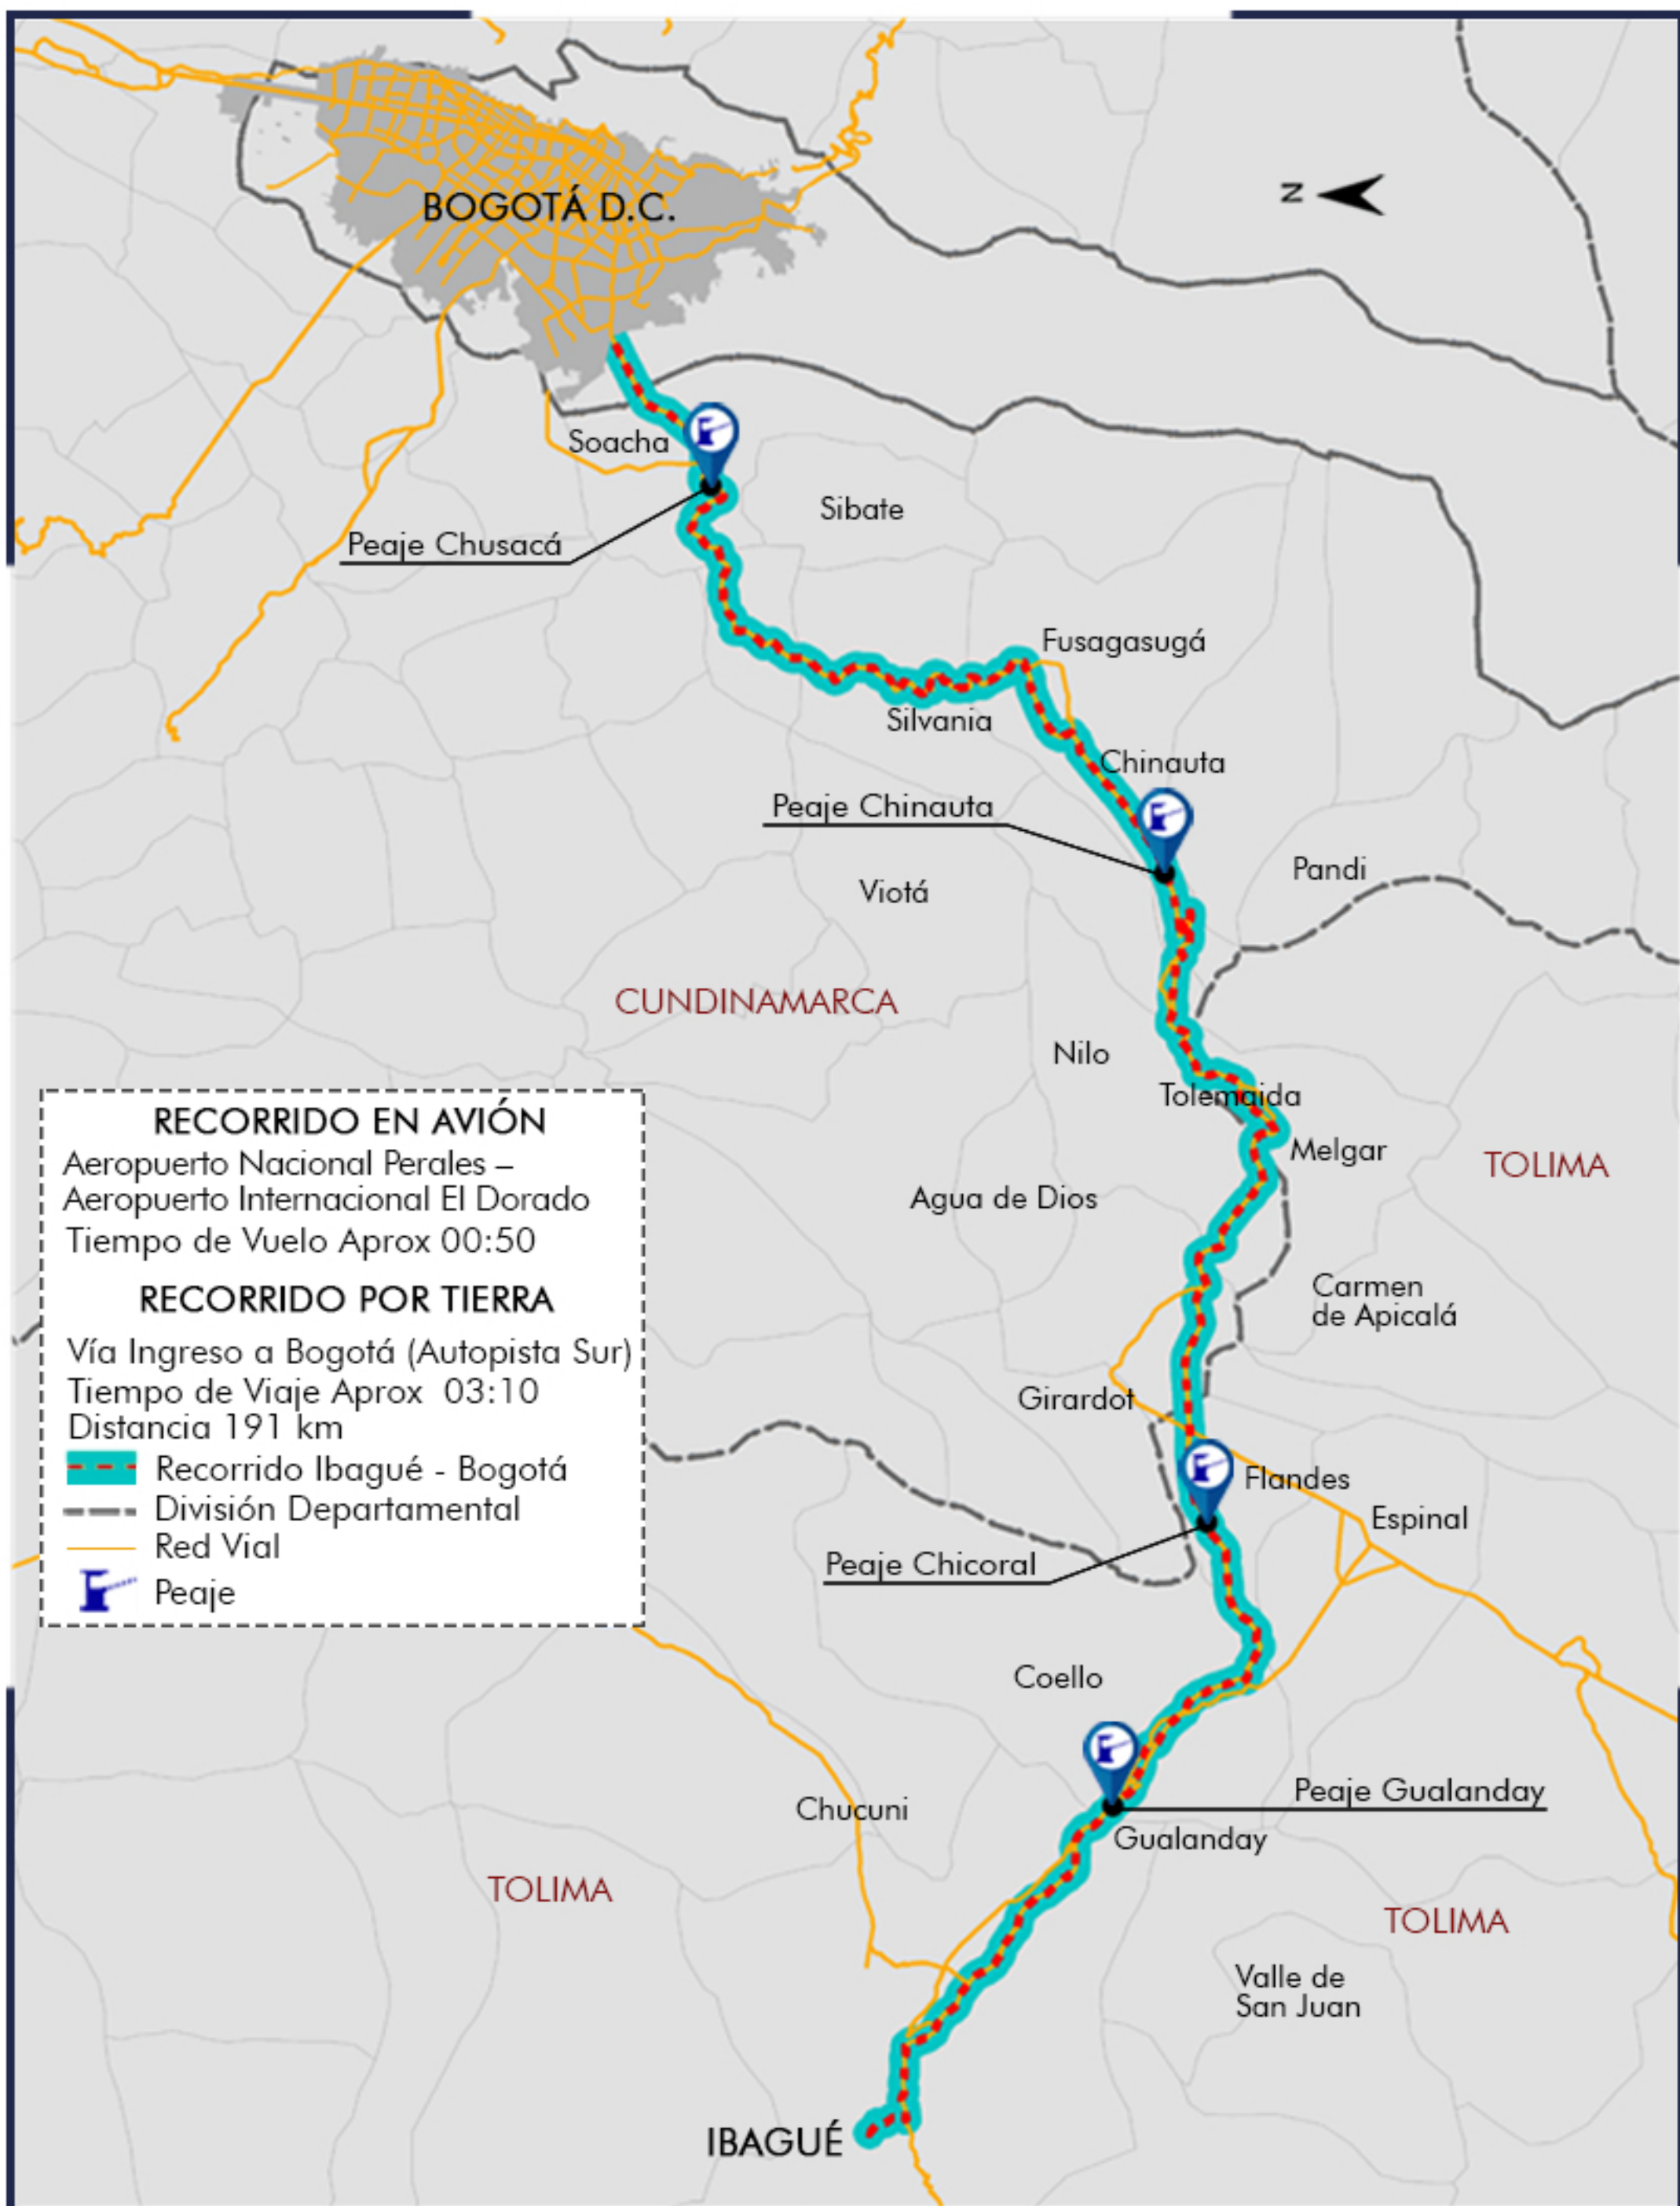 N
BOGOTÁ D.C.
Soacha
Sibate
Peaje Chusacá
Fusagasugá
Silvania
Chinauta
Peaje Chinauta
Pandi
Viotá
CUNDINAMARCA
Nilo
Tolemaida
Melgar
TOLIMA
Agua de Dios
Carmen
de Apicalá
Girardot
Flandes
Espinal
Peaje Chicoral
Coello
Peaje Gualanday
Chucuni
Gualanday
TOLIMA
TOLIMA
Valle de
San Juan
IBAGUÉ
RECORRIDO EN AVIÓN
Aeropuerto Nacional Perales –
Aeropuerto Internacional El Dorado
Tiempo de Vuelo Aprox 00:50
RECORRIDO POR TIERRA
Vía Ingreso a Bogotá (Autopista Sur)
Tiempo de Viaje Aprox 03:10
Distancia 191 km
Recorrido Ibagué - Bogotá
División Departamental
Red Vial
Peaje